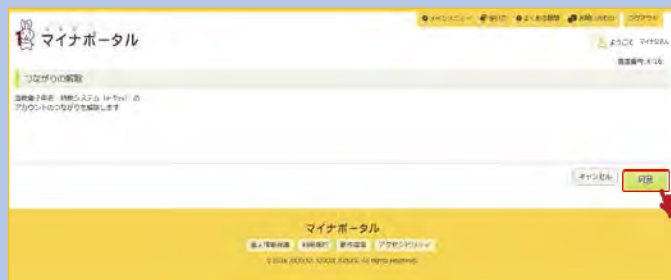 メインメニュー 使い方 よくある質問 お問い合わせ ログアウト
マイナポータル
ようこそ
つながりの解除
国税電子申告・納税システム（e-Tax）の
アカウントのつながりを解除します
キャンセル 同意
マイナポータル
個人情報保護 利用規約 動作環境 アクセシビリティ